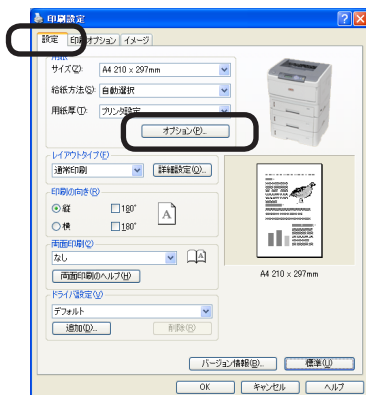 印刷設定
設定 印刷オプション イメージ
用紙
サイズ(Z): A4 210 x 297mm
給紙方法(S): 自動選択
用紙厚(T): プリンタ設定
オプション(P)...
レイアウトタイプ(F)
通常印刷 詳細設定(O)...
印刷の向き(R)
縦 180°
横 180°
A
両面印刷(2)
なし
両面印刷のヘルプ(H)
A4 210 x 297mm
ドライバ設定(V)
デフォルト
追加(D)... 削除(R)
バージョン情報(B)... 標準(U)
OK キャンセル ヘルプ